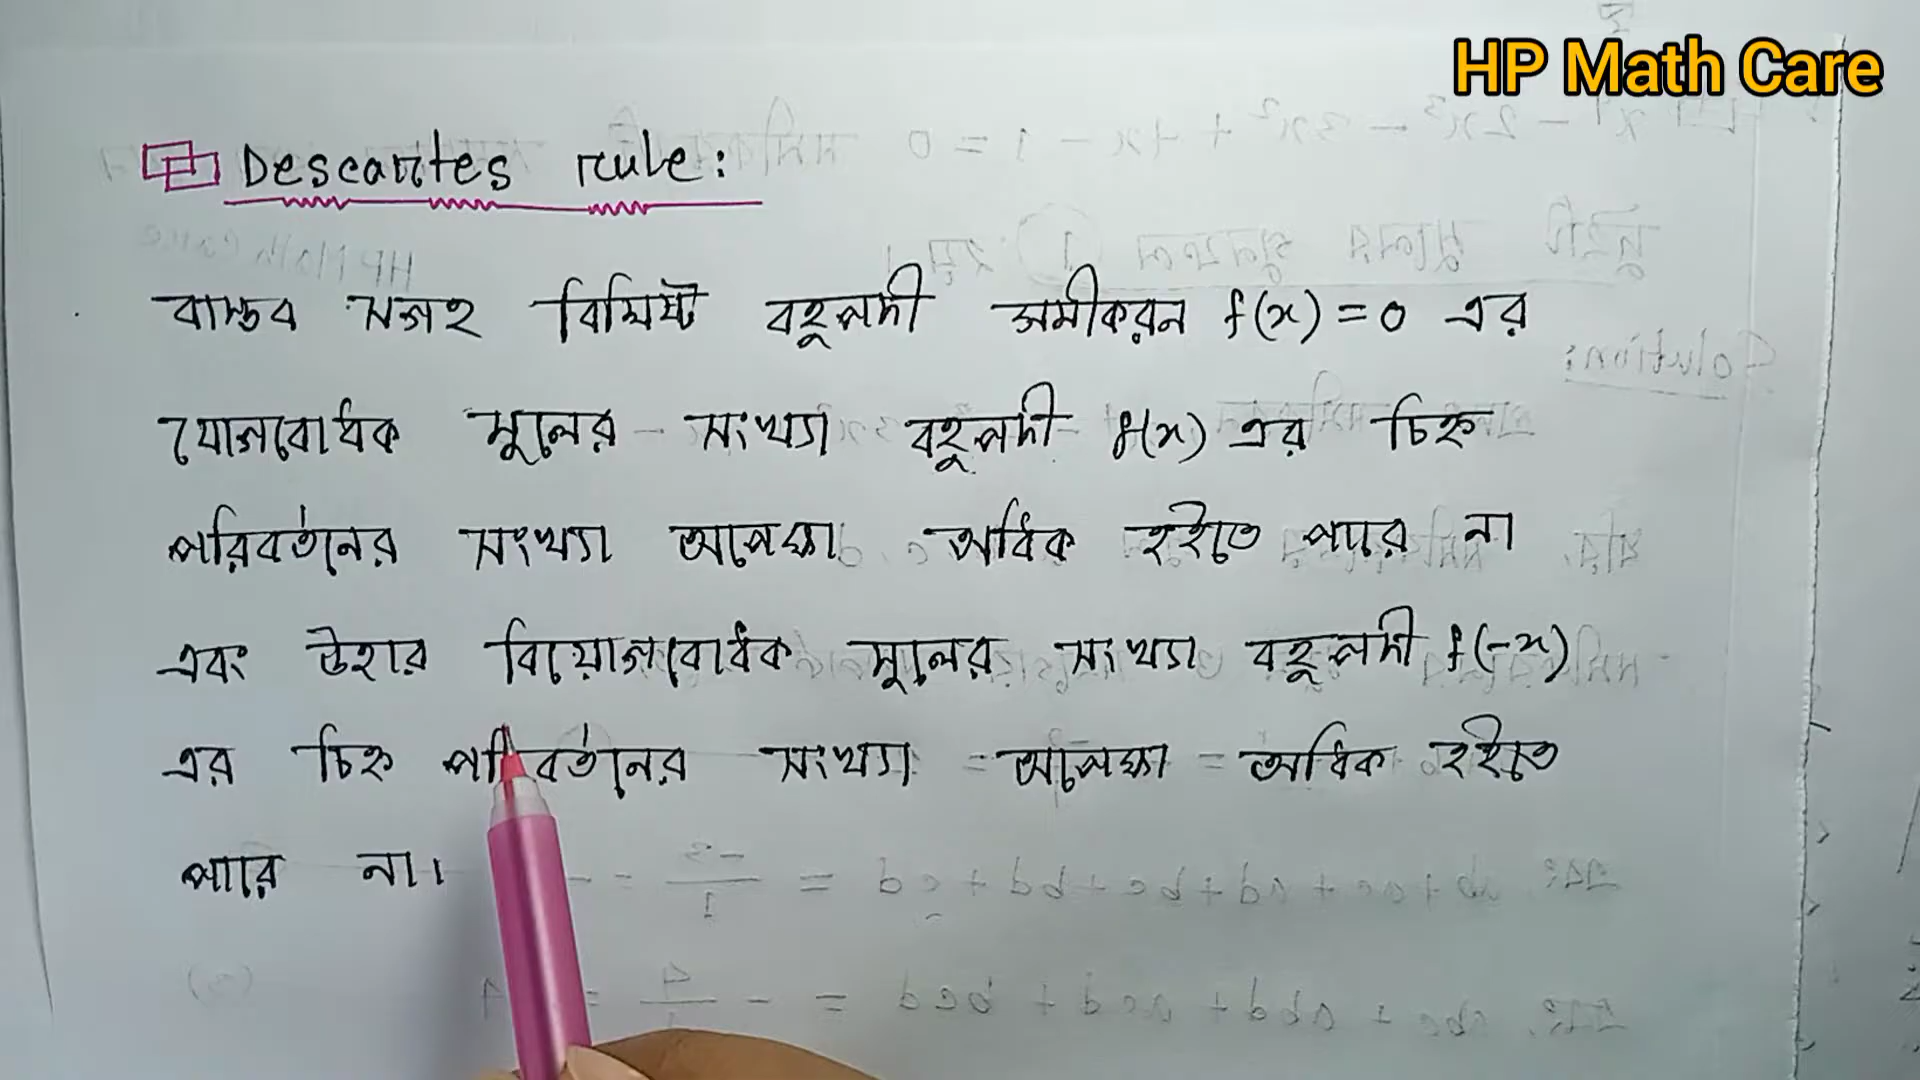 HP Math Care
Descartes rule:
বাস্তব সহগ বিশিষ্ট বহুপদী সমীকরন f(x) = 0 এর
যোগবোধক মূলের সংখ্যা বহুপদী f(x) এর চিহ্ন
পরিবর্তনের সংখ্যা অপেক্ষা অধিক হইতে পারে না
এবং উহার বিয়োগবোধক মূলের সংখ্যা বহুপদী f(-x)
এর চিহ্ন পরিবর্তনের সংখ্যা অপেক্ষা অধিক হইতে
পারে না।